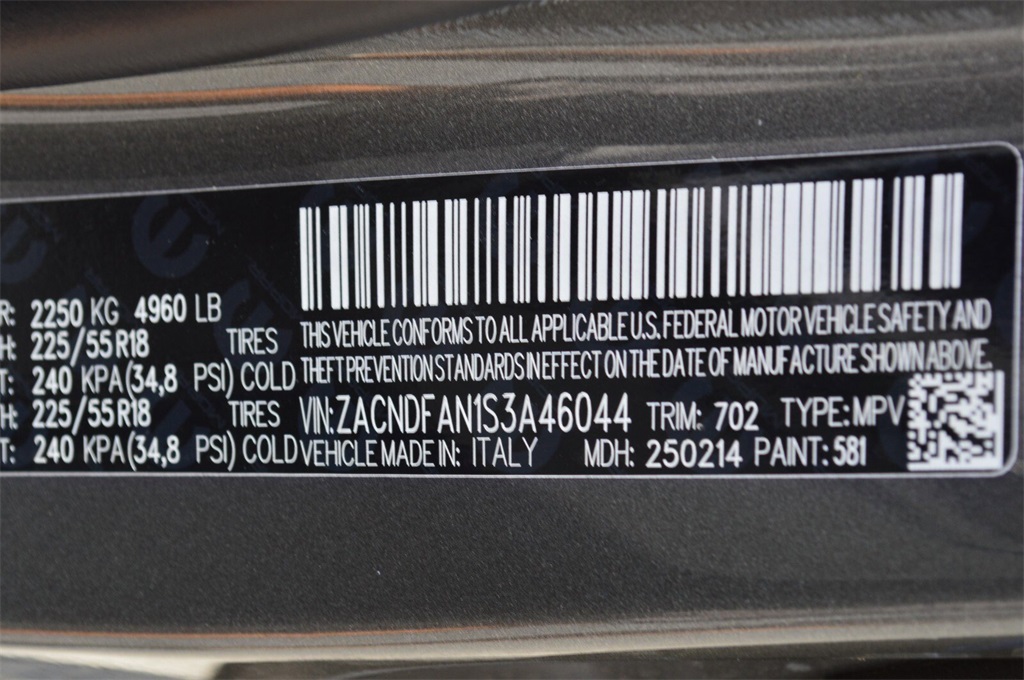 R: 2250 KG 4960 LB
H: 225/55R18 TIRES
T: 240 KPA(34,8 PSI) COLD
H: 225/55R18 TIRES
T: 240 KPA(34,8 PSI) COLD
THIS VEHICLE CONFORMS TO ALL APPLICABLE U.S. FEDERAL MOTOR VEHICLE SAFETY AND
THEFT PREVENTION STANDARDS IN EFFECT ON THE DATE OF MANUFACTURE SHOWN ABOVE.
VIN:ZACNDFAN1S3A46044 TRIM: 702 TYPE:MPV
VEHICLE MADE IN: ITALY MDH: 250214 PAINT: 581